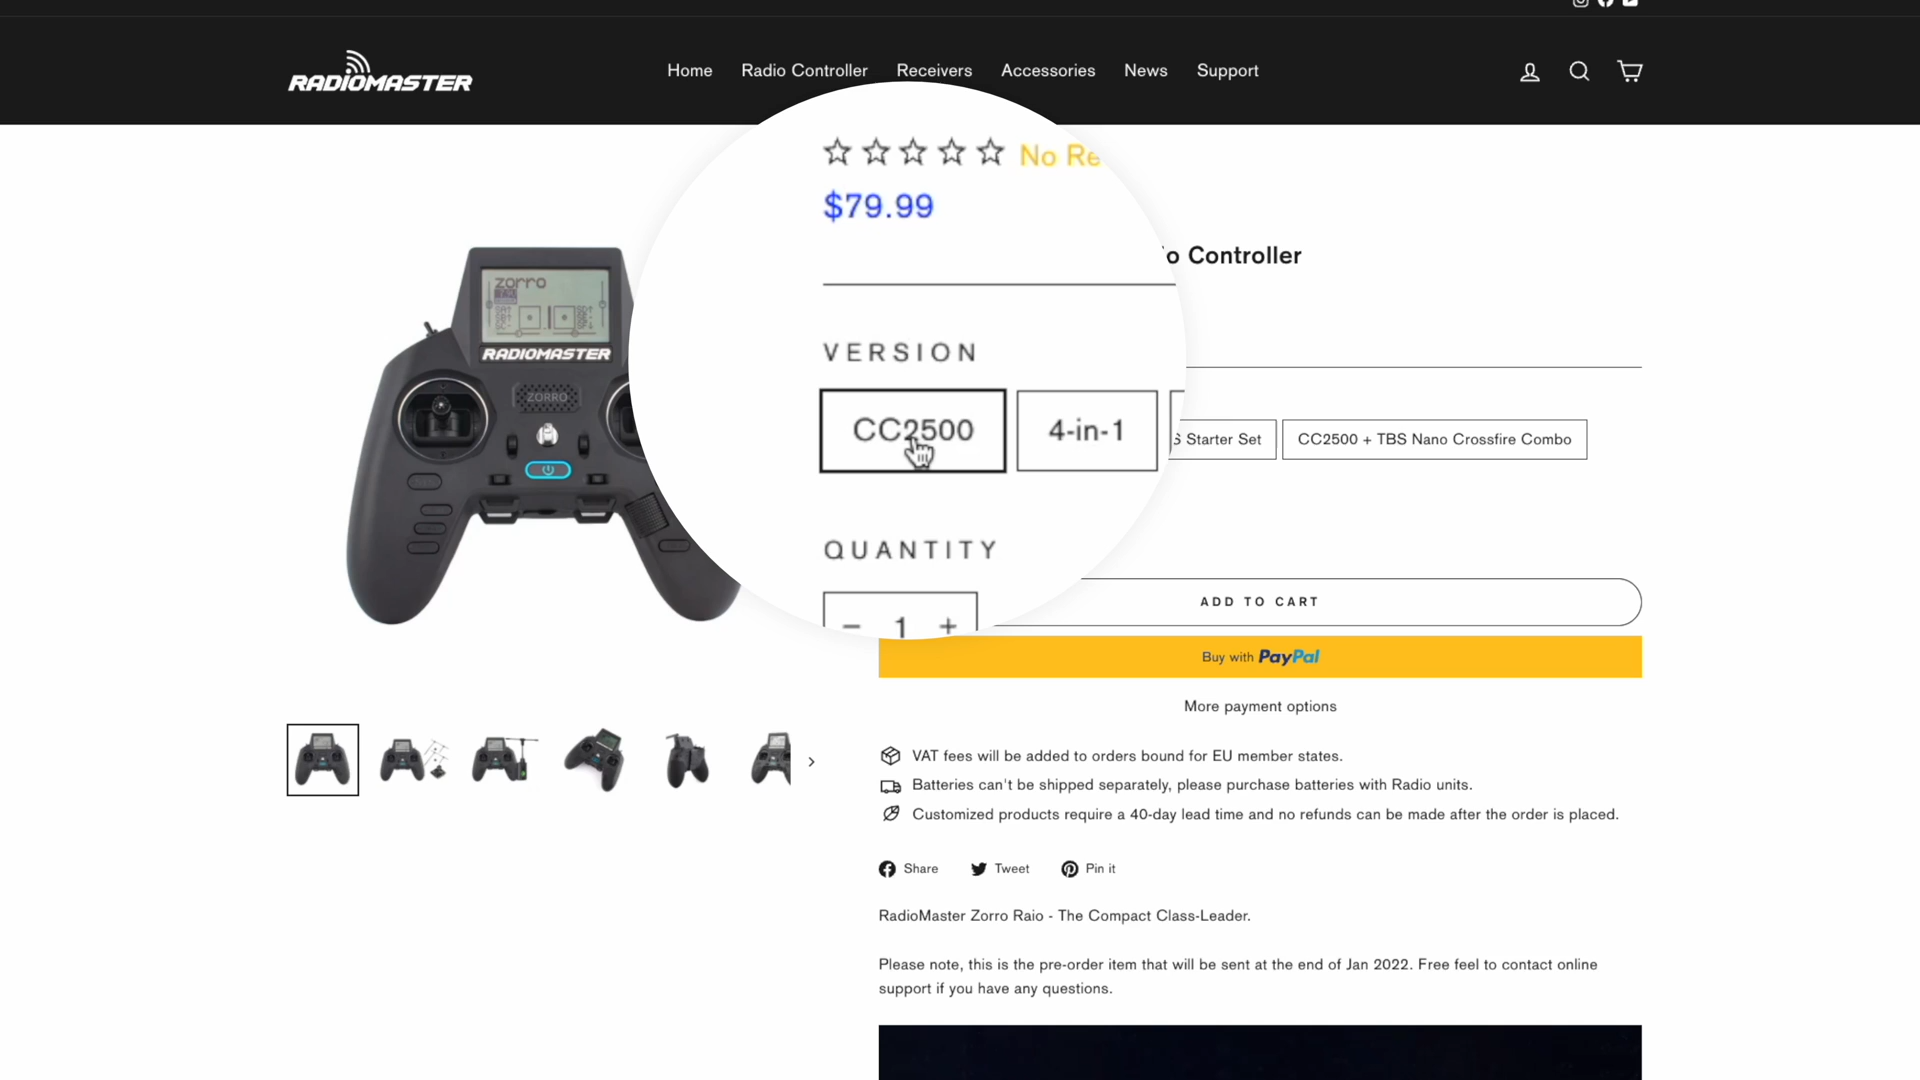 RADIOMASTER
Home
Radio Controller
Receivers
Accessories
News
Support
No Re
$79.99
o Controller
VERSION
CC2500
4-in-1
S Starter Set
CC2500 + TBS Nano Crossfire Combo
QUANTITY
− 1 +
zorro
RADIOMASTER
ZORRO
ADD TO CART
Buy with PayPal
More payment options
VAT fees will be added to orders bound for EU member states.
Batteries can't be shipped separately, please purchase batteries with Radio units.
Customized products require a 40-day lead time and no refunds can be made after the order is placed.
Share
Tweet
Pin it
RadioMaster Zorro Raio - The Compact Class-Leader.
Please note, this is the pre-order item that will be sent at the end of Jan 2022. Free feel to contact online
support if you have any questions.